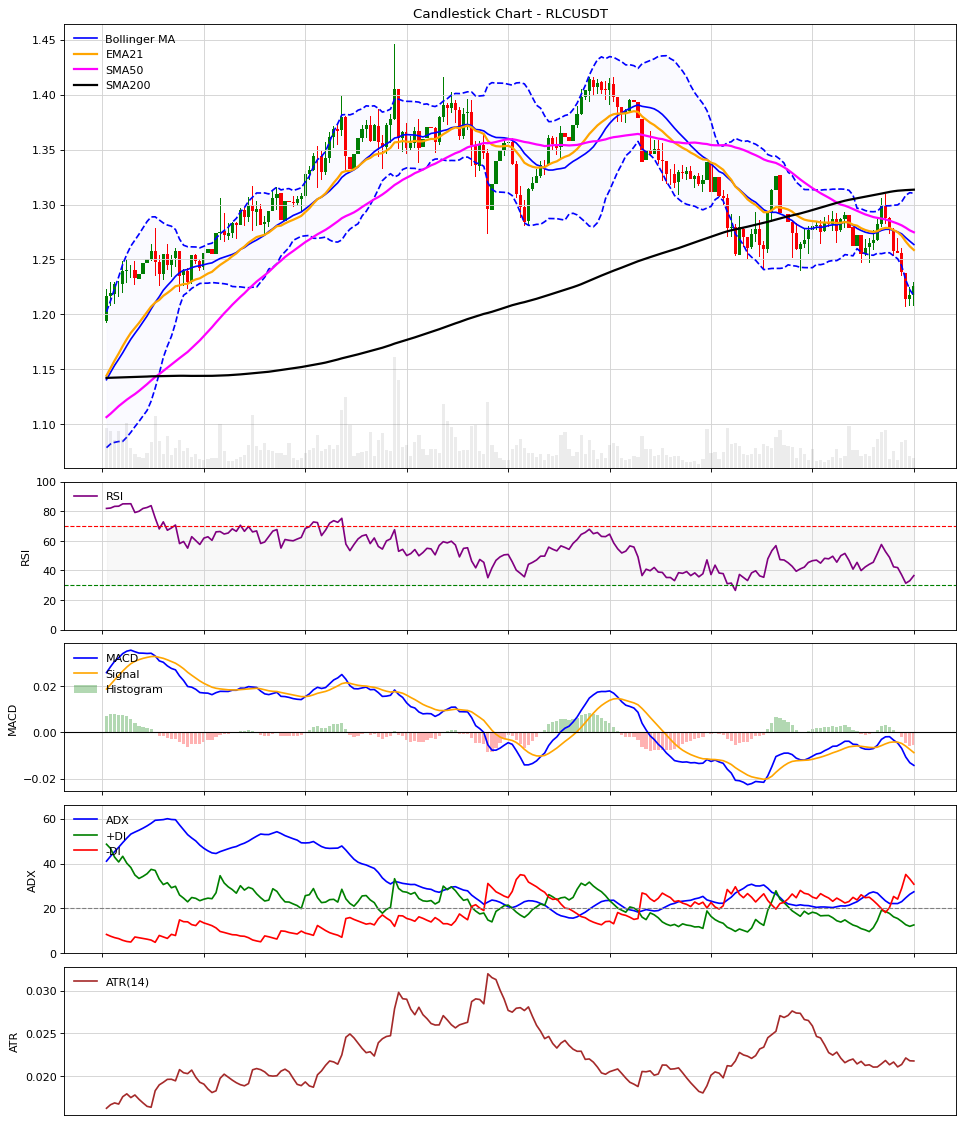 Candlestick Chart - RLCUSDT
Bollinger MA
EMA21
SMA50
SMA200
1.45
1.40
1.35
1.30
1.25
1.20
1.15
1.10
RSI
RSI
100
80
60
40
20
0
MACD
Signal
Histogram
MACD
0.02
0.00
−0.02
ADX
+DI
-DI
ADX
60
40
20
0
ATR(14)
ATR
0.030
0.025
0.020